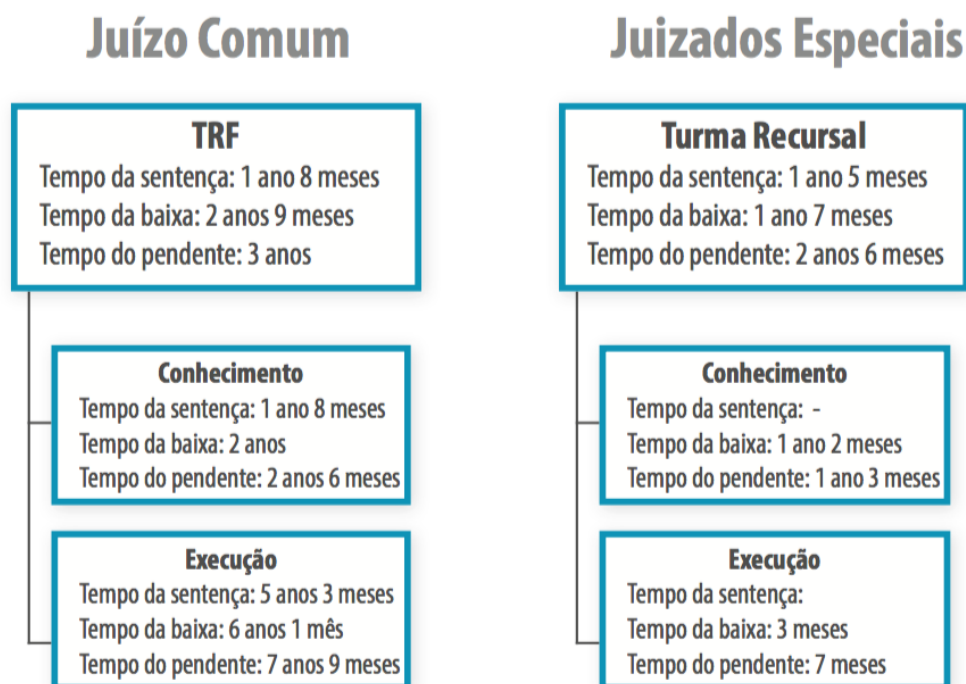 Juízo Comum
TRF
Tempo da sentença: 1 ano 8 meses
Tempo da baixa: 2 anos 9 meses
Tempo do pendente: 3 anos
Conhecimento
Tempo da sentença: 1 ano 8 meses
Tempo da baixa: 2 anos
Tempo do pendente: 2 anos 6 meses
Execução
Tempo da sentença: 5 anos 3 meses
Tempo da baixa: 6 anos 1 mês
Tempo do pendente: 7 anos 9 meses
Juizados Especiais
Turma Recursal
Tempo da sentença: 1 ano 5 meses
Tempo da baixa: 1 ano 7 meses
Tempo do pendente: 2 anos 6 meses
Conhecimento
Tempo da sentença: -
Tempo da baixa: 1 ano 2 meses
Tempo do pendente: 1 ano 3 meses
Execução
Tempo da sentença:
Tempo da baixa: 3 meses
Tempo do pendente: 7 meses